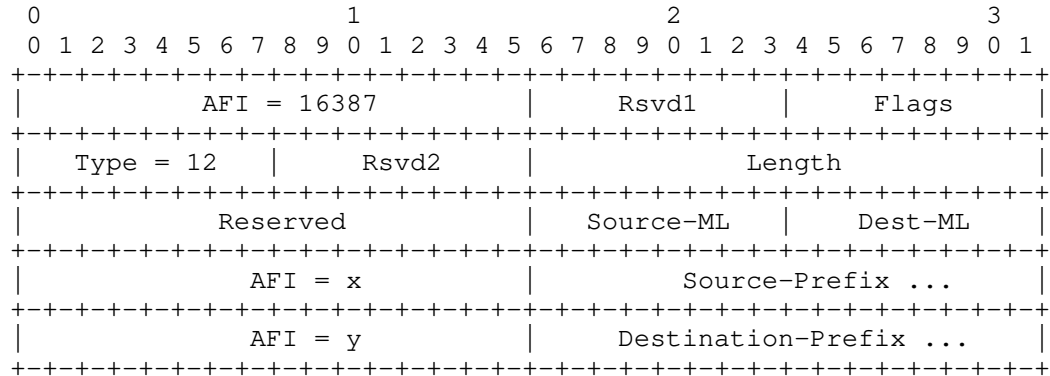 0                   1                   2                   3
 0 1 2 3 4 5 6 7 8 9 0 1 2 3 4 5 6 7 8 9 0 1 2 3 4 5 6 7 8 9 0 1
+-+-+-+-+-+-+-+-+-+-+-+-+-+-+-+-+-+-+-+-+-+-+-+-+-+-+-+-+-+-+-+-+
|           AFI = 16387         |     Rsvd1     |     Flags     |
+-+-+-+-+-+-+-+-+-+-+-+-+-+-+-+-+-+-+-+-+-+-+-+-+-+-+-+-+-+-+-+-+
|   Type = 12   |     Rsvd2     |             Length            |
+-+-+-+-+-+-+-+-+-+-+-+-+-+-+-+-+-+-+-+-+-+-+-+-+-+-+-+-+-+-+-+-+
|            Reserved           |   Source-ML   |    Dest-ML    |
+-+-+-+-+-+-+-+-+-+-+-+-+-+-+-+-+-+-+-+-+-+-+-+-+-+-+-+-+-+-+-+-+
|              AFI = x          |         Source-Prefix ...     |
+-+-+-+-+-+-+-+-+-+-+-+-+-+-+-+-+-+-+-+-+-+-+-+-+-+-+-+-+-+-+-+-+
|              AFI = y          |     Destination-Prefix ...    |
+-+-+-+-+-+-+-+-+-+-+-+-+-+-+-+-+-+-+-+-+-+-+-+-+-+-+-+-+-+-+-+-+